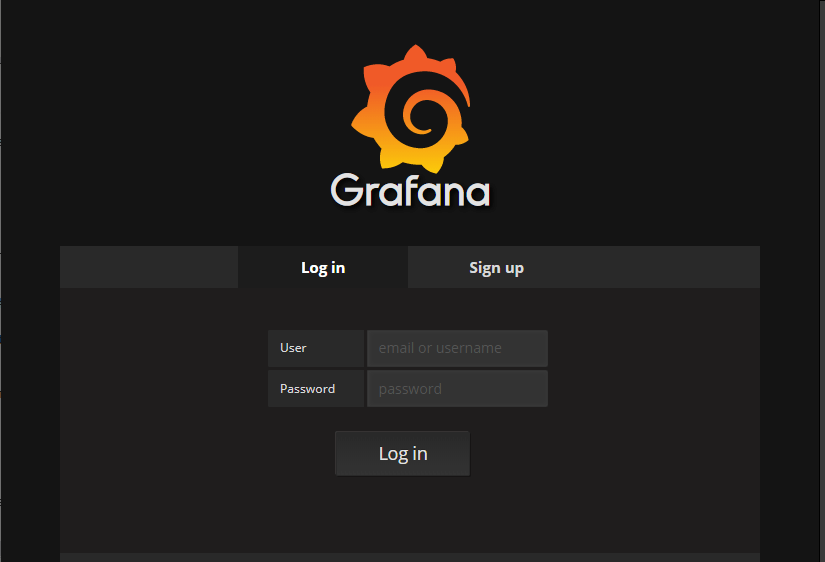 Grafana
Log in Sign up
User email or username
Password password
Log in